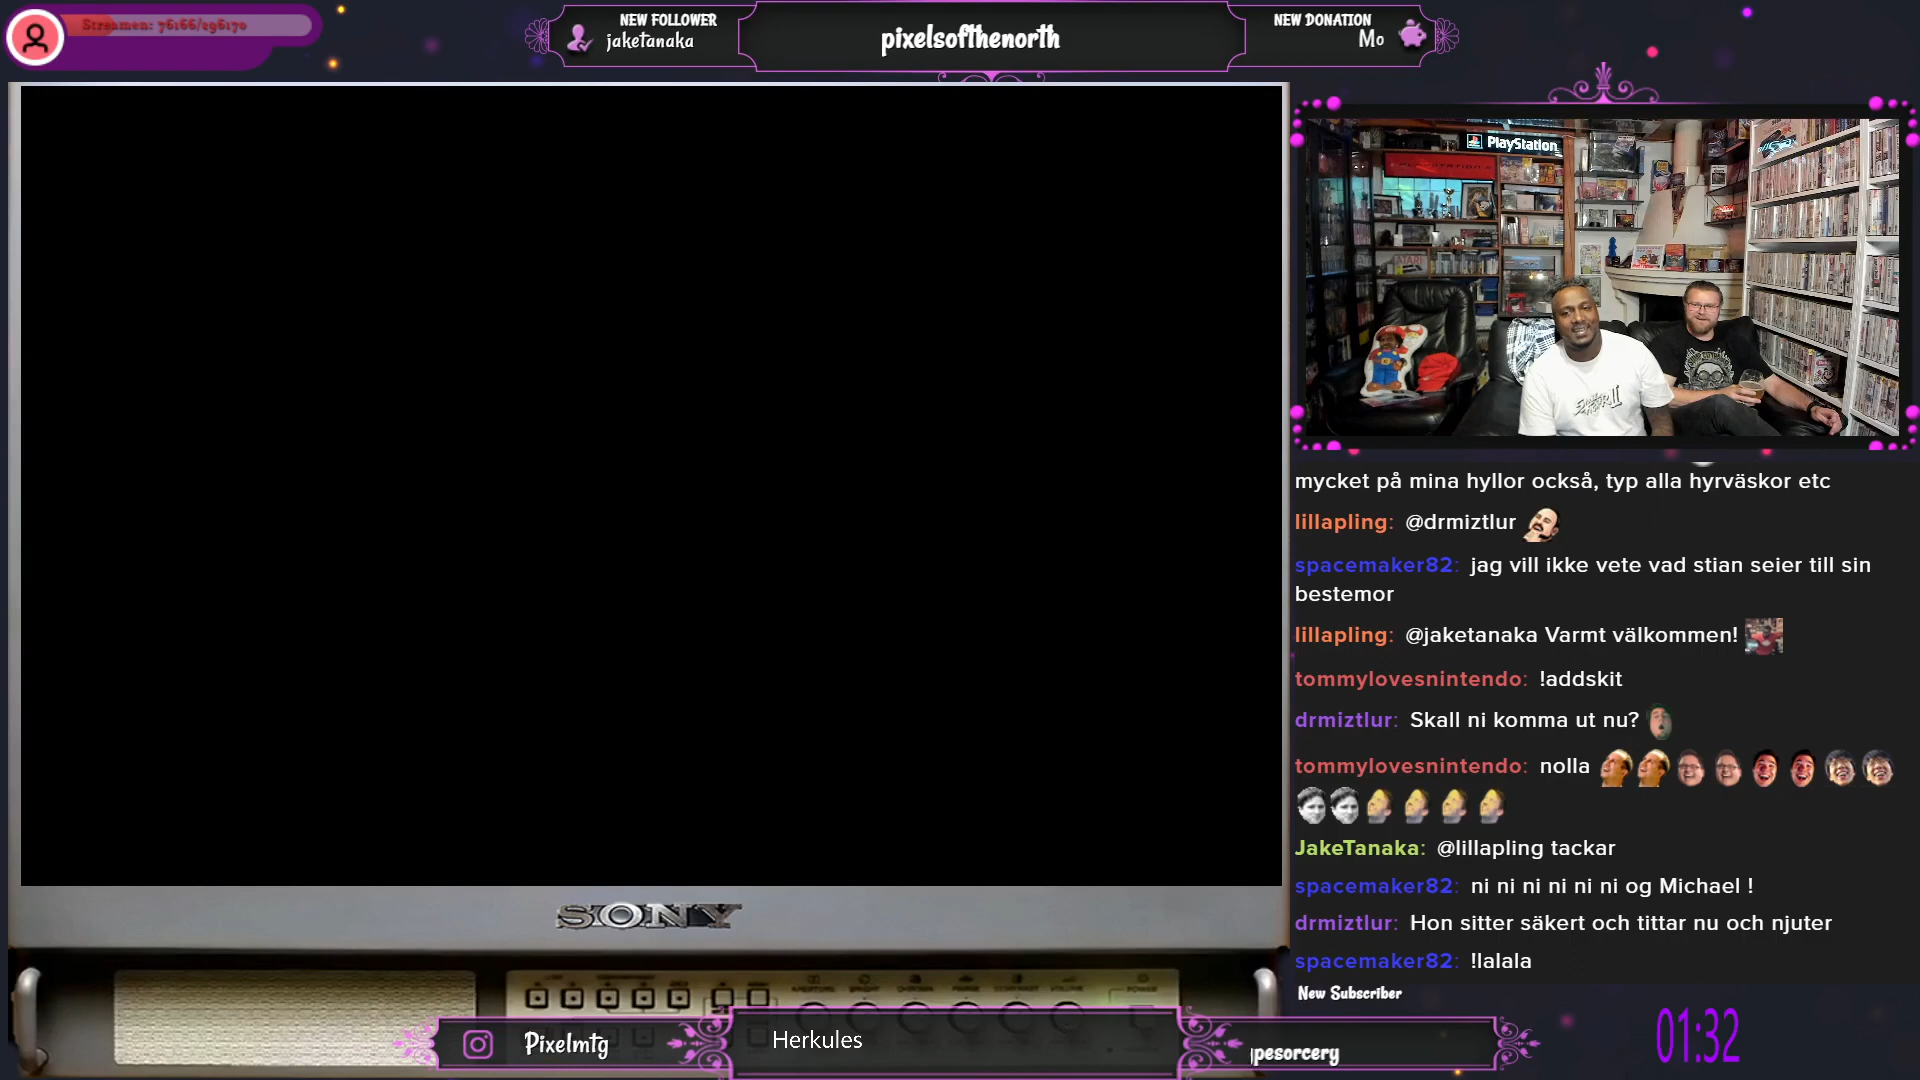 Streamen: 76166/296170
NEW FOLLOWER
jaketanaka
pixelsofthenorth
NEW DONATION
Mo
PlayStation
ATARI
mycket på mina hyllor också, typ alla hyrväskor etc
lillapling: @drmiztlur
spacemaker82: jag vill ikke vete vad stian seier till sin
bestemor
lillapling: @jaketanaka Varmt välkommen!
tommylovesnintendo: !addskit
drmiztlur: Skall ni komma ut nu?
tommylovesnintendo: nolla
JakeTanaka: @lillapling tackar
spacemaker82: ni ni ni ni ni ni og Michael !
drmiztlur: Hon sitter säkert och tittar nu och njuter
spacemaker82: !lalala
New Subscriber
SONY
Pixelmtg
Herkules
pesorcery
01:32